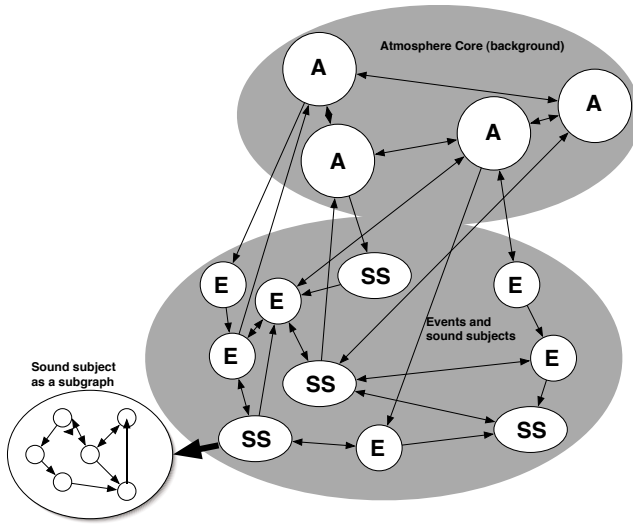 Atmosphere Core (background)
A
A
A
A
SS
E
E
E
Events and
sound subjects
E
E
SS
Sound subject
as a subgraph
SS
E
SS